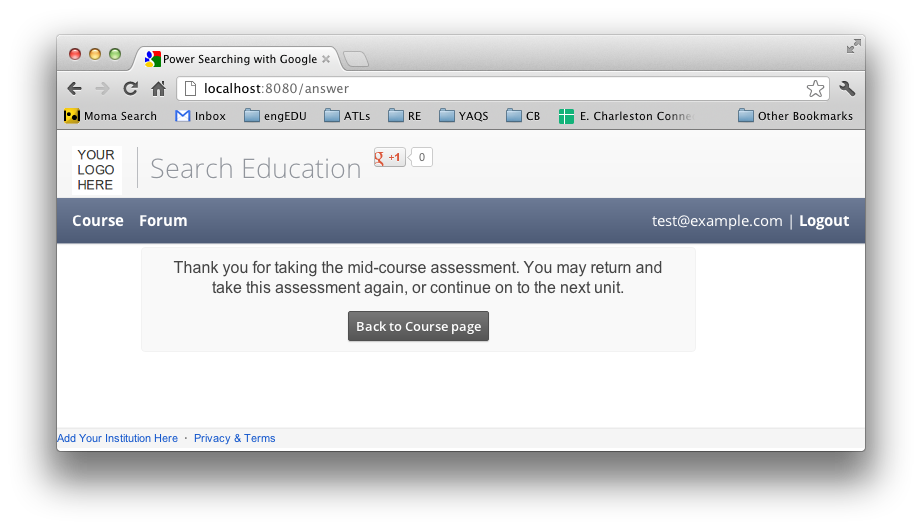 Power Searching with Google
localhost:8080/answer
Moma Search Inbox engEDU ATLs RE YAQS CB E. Charleston Conne Other Bookmarks
YOUR
LOGO
HERE
Search Education
+1 0
Course Forum test@example.com | Logout
Thank you for taking the mid-course assessment. You may return and
take this assessment again, or continue on to the next unit.
Back to Course page
Add Your Institution Here · Privacy & Terms